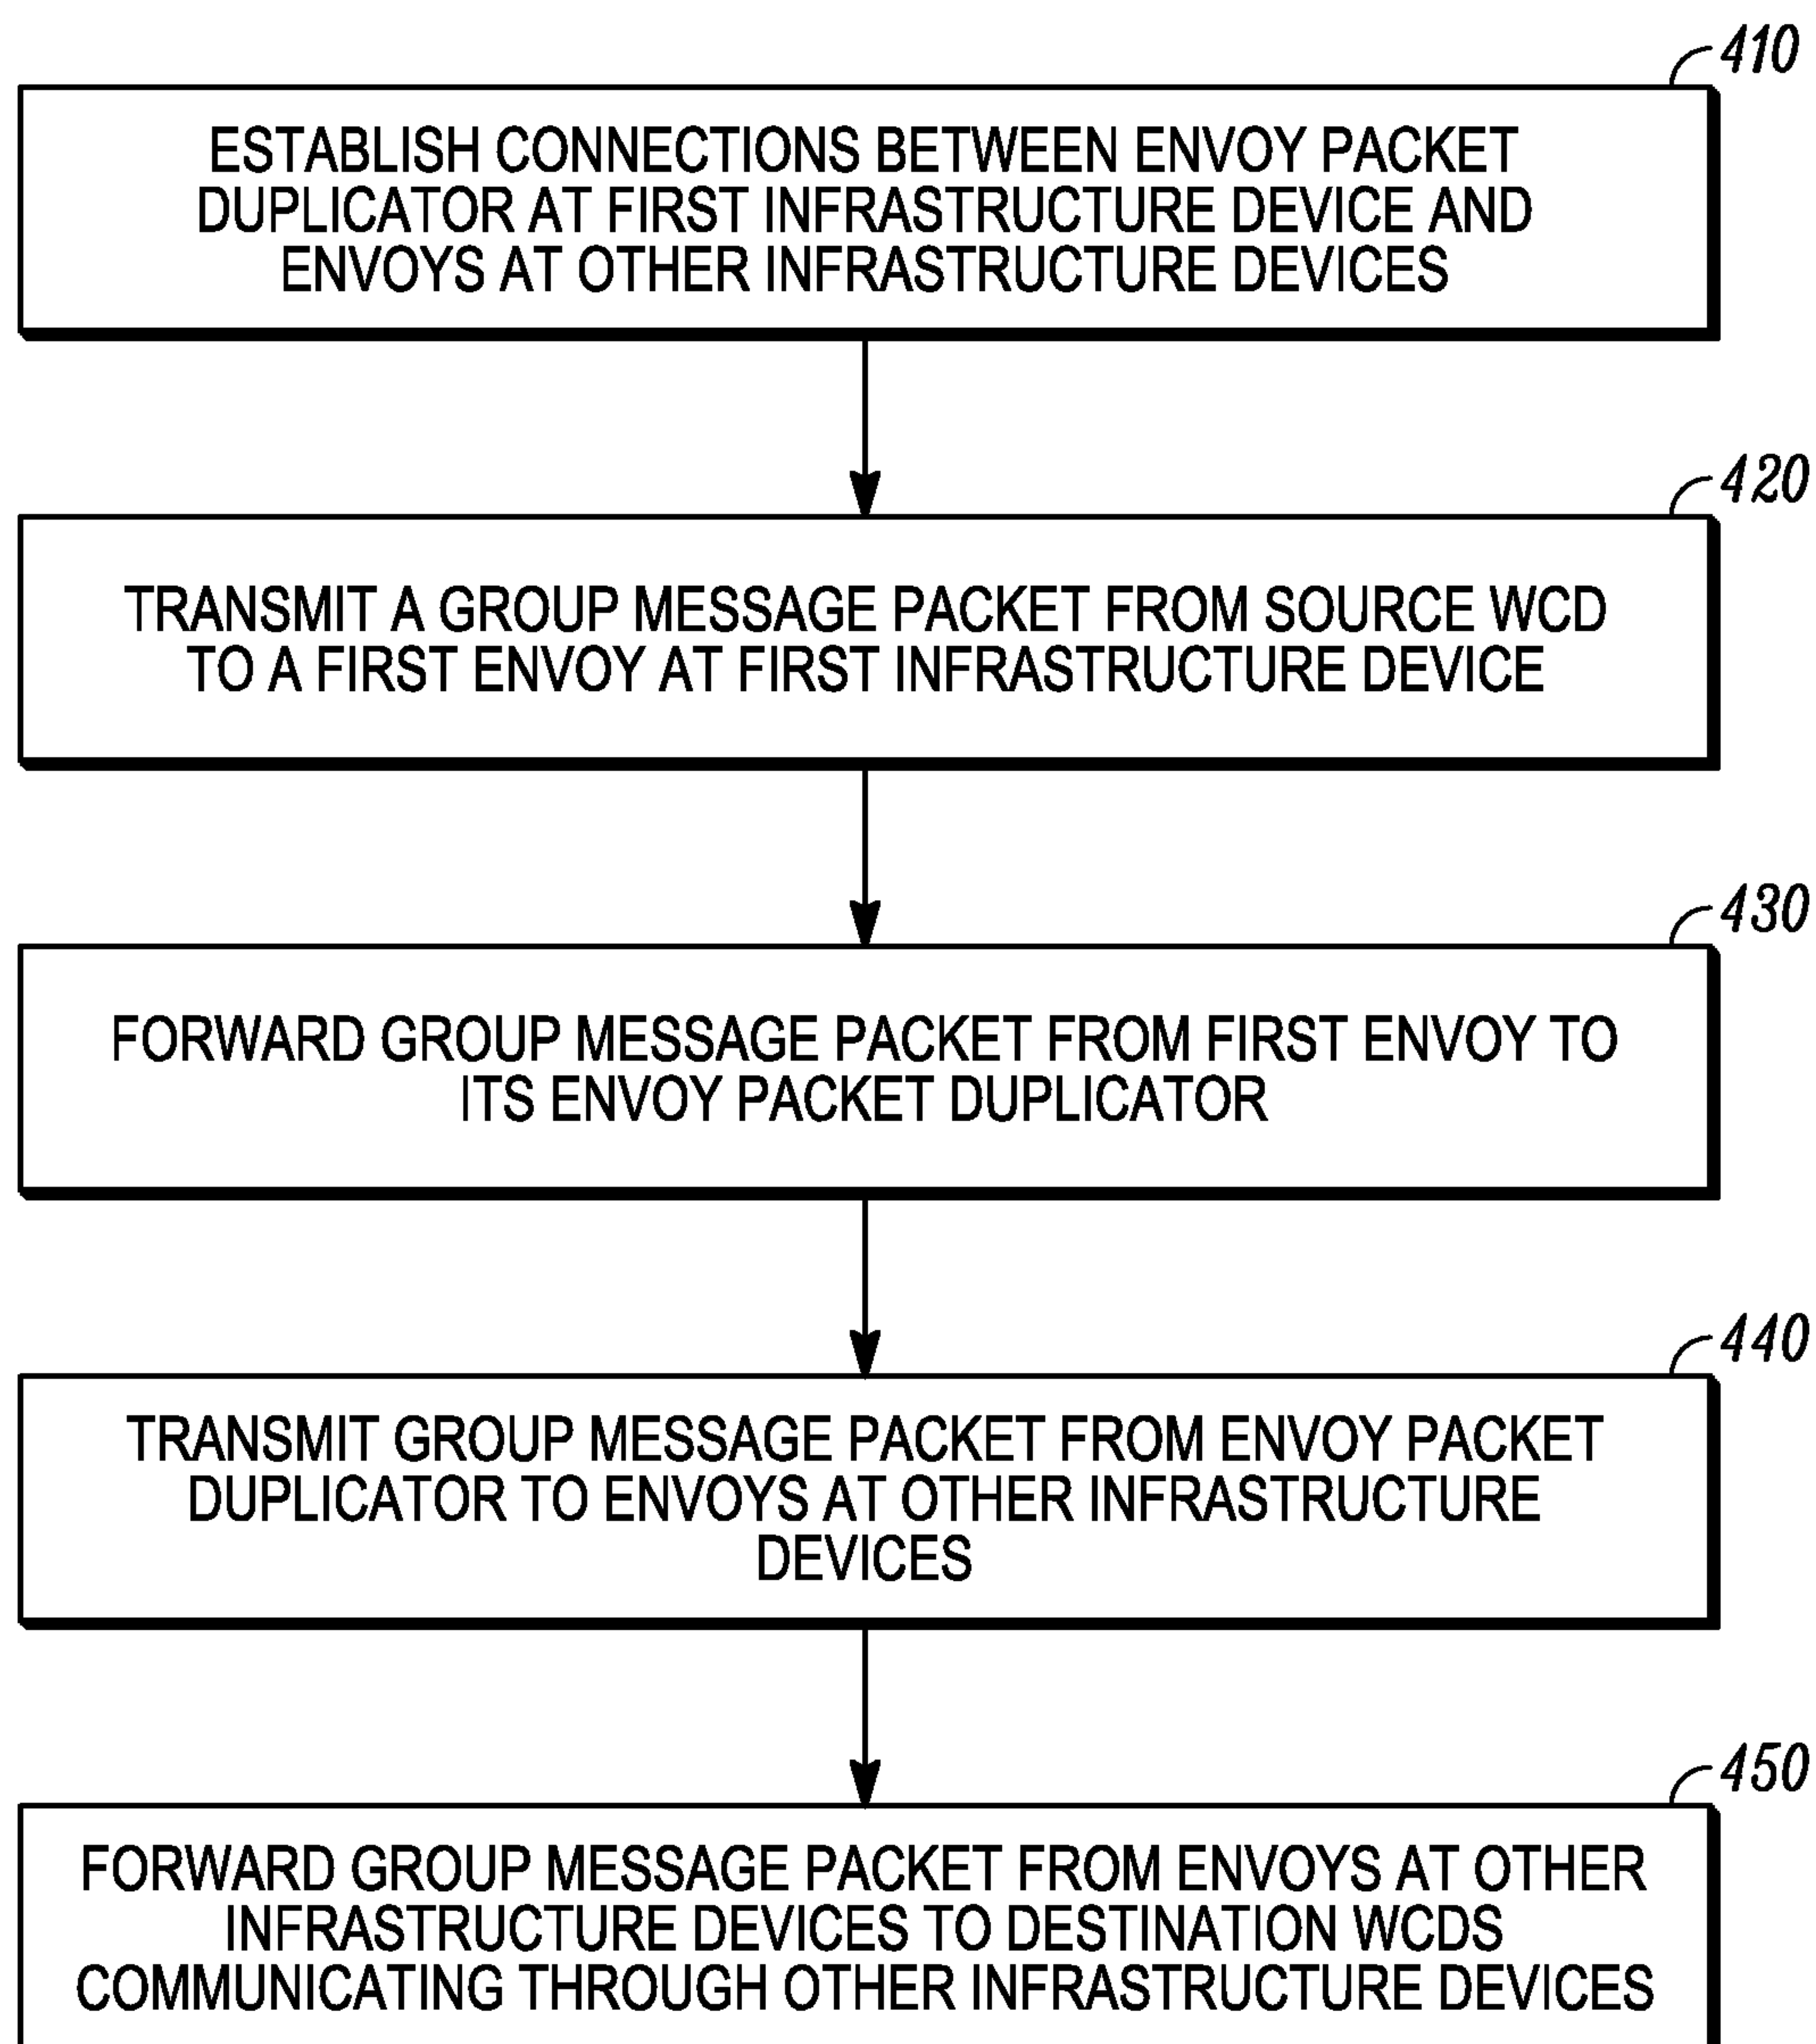 410
ESTABLISH CONNECTIONS BETWEEN ENVOY PACKET
DUPLICATOR AT FIRST INFRASTRUCTURE DEVICE AND
ENVOYS AT OTHER INFRASTRUCTURE DEVICES
420
TRANSMIT A GROUP MESSAGE PACKET FROM SOURCE WCD
TO A FIRST ENVOY AT FIRST INFRASTRUCTURE DEVICE
430
FORWARD GROUP MESSAGE PACKET FROM FIRST ENVOY TO
ITS ENVOY PACKET DUPLICATOR
440
TRANSMIT GROUP MESSAGE PACKET FROM ENVOY PACKET
DUPLICATOR TO ENVOYS AT OTHER INFRASTRUCTURE
DEVICES
450
FORWARD GROUP MESSAGE PACKET FROM ENVOYS AT OTHER
INFRASTRUCTURE DEVICES TO DESTINATION WCDS
COMMUNICATING THROUGH OTHER INFRASTRUCTURE DEVICES